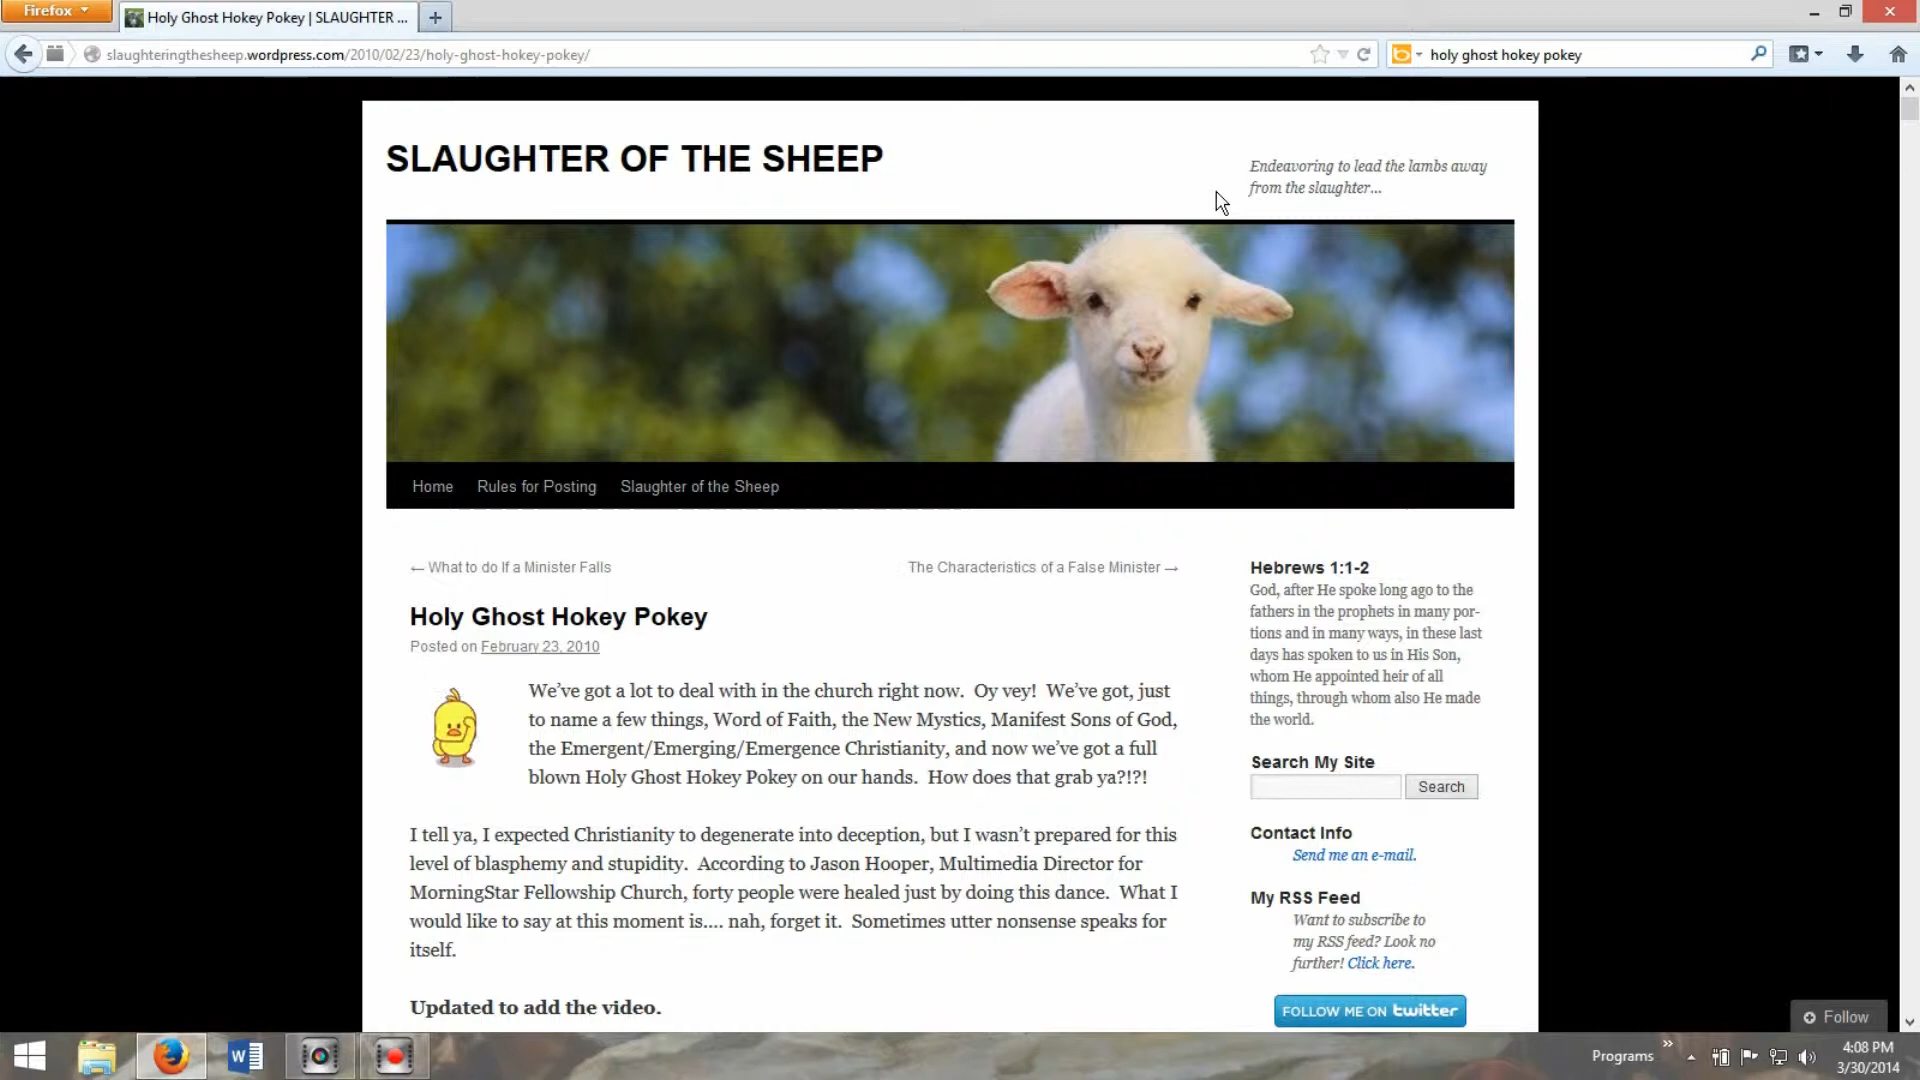 Firefox
Holy Ghost Hokey Pokey | SLAUGHTER ...
slaughteringthesheep.wordpress.com/2010/02/23/holy-ghost-hokey-pokey/
holy ghost hokey pokey
SLAUGHTER OF THE SHEEP
Endeavoring to lead the lambs away
from the slaughter...
Home
Rules for Posting
Slaughter of the Sheep
← What to do If a Minister Falls
The Characteristics of a False Minister →
Holy Ghost Hokey Pokey
Posted on February 23, 2010
We've got a lot to deal with in the church right now.  Oy vey!  We've got, just
to name a few things, Word of Faith, the New Mystics, Manifest Sons of God,
the Emergent/Emerging/Emergence Christianity, and now we've got a full
blown Holy Ghost Hokey Pokey on our hands.  How does that grab ya?!?!
I tell ya, I expected Christianity to degenerate into deception, but I wasn't prepared for this
level of blasphemy and stupidity.  According to Jason Hooper, Multimedia Director for
MorningStar Fellowship Church, forty people were healed just by doing this dance.  What I
would like to say at this moment is.... nah, forget it.  Sometimes utter nonsense speaks for
itself.
Updated to add the video.
Hebrews 1:1-2
God, after He spoke long ago to the
fathers in the prophets in many por-
tions and in many ways, in these last
days has spoken to us in His Son,
whom He appointed heir of all
things, through whom also He made
the world.
Search My Site
Search
Contact Info
Send me an e-mail.
My RSS Feed
Want to subscribe to
my RSS feed? Look no
further! Click here.
FOLLOW ME ON twitter
Follow
Programs
4:08 PM
3/30/2014